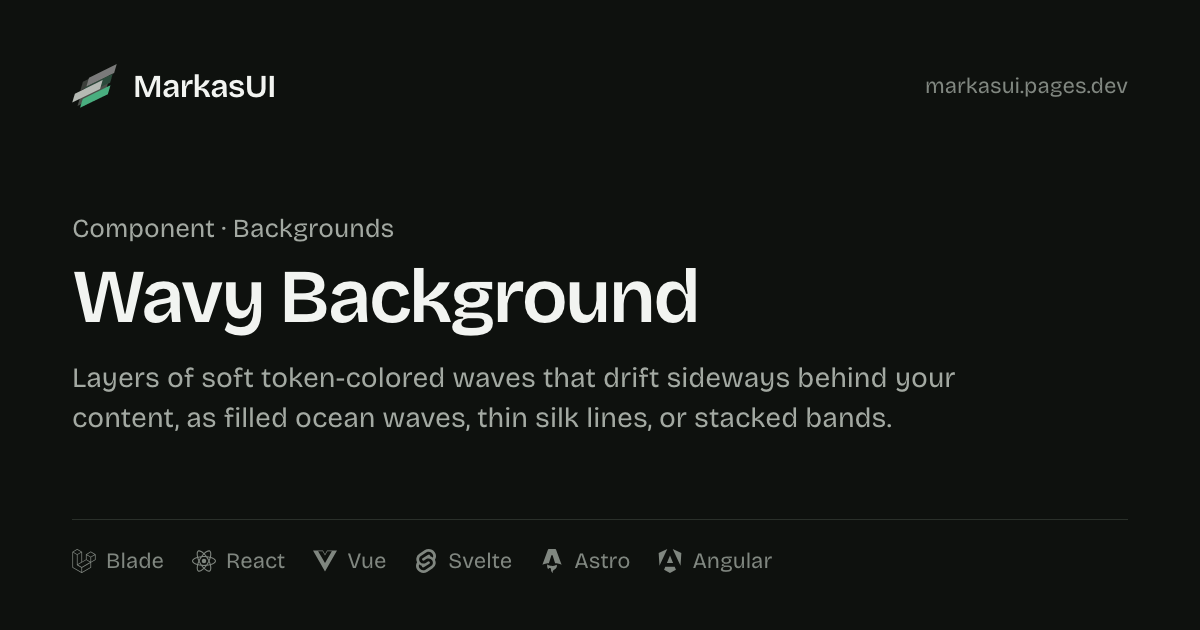 MarkasUI
markasui.pages.dev
Component · Backgrounds
Wavy Background
Layers of soft token-colored waves that drift sideways behind your
content, as filled ocean waves, thin silk lines, or stacked bands.
Blade React Vue Svelte Astro Angular